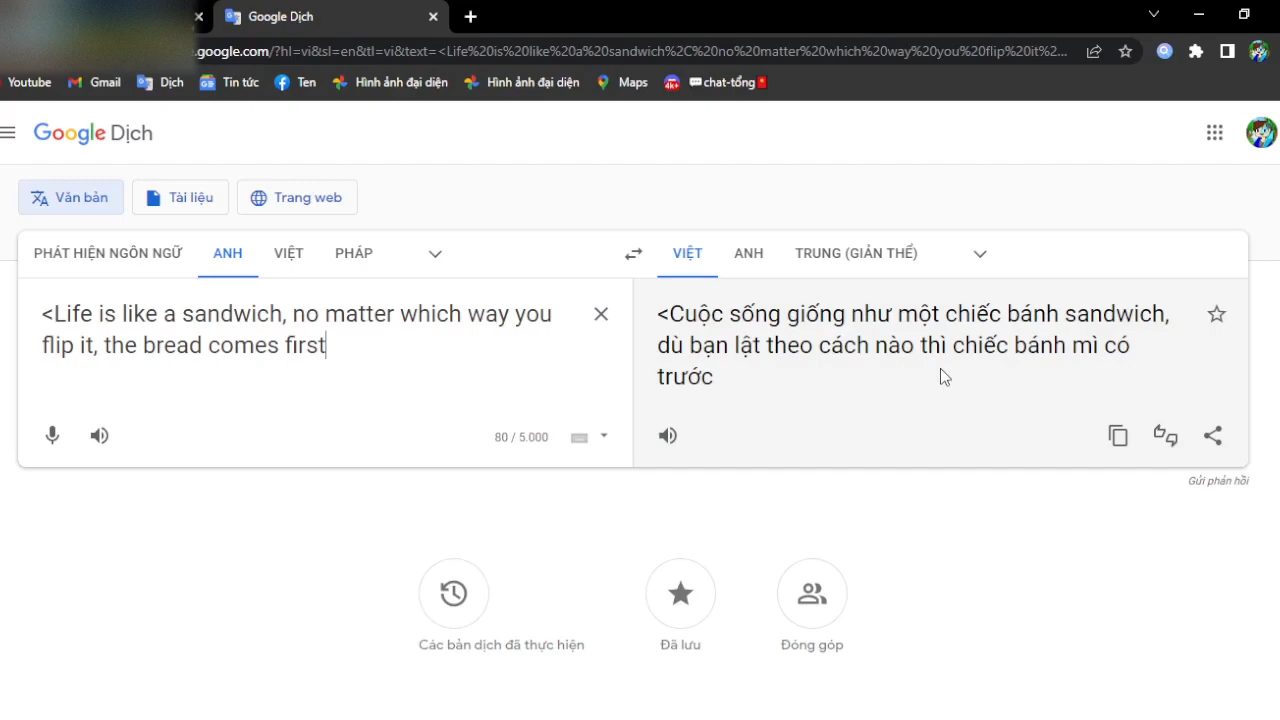 Google Dịch
.google.com/?hl=vi&sl=en&tl=vi&text=<Life%20is%20like%20a%20sandwich%2C%20no%20matter%20which%20way%20you%20flip%20it%2...
Youtube Gmail Dịch Tin tức Ten Hình ảnh đại diện Hình ảnh đại diện Maps 4K+ chat-tổng
Google Dịch
Văn bản Tài liệu Trang web
PHÁT HIỆN NGÔN NGỮ ANH VIỆT PHÁP VIỆT ANH TRUNG (GIẢN THỂ)
<Life is like a sandwich, no matter which way you
flip it, the bread comes first
<Cuộc sống giống như một chiếc bánh sandwich,
dù bạn lật theo cách nào thì chiếc bánh mì có
trước
80 / 5.000
Gửi phản hồi
Các bản dịch đã thực hiện Đã lưu Đóng góp